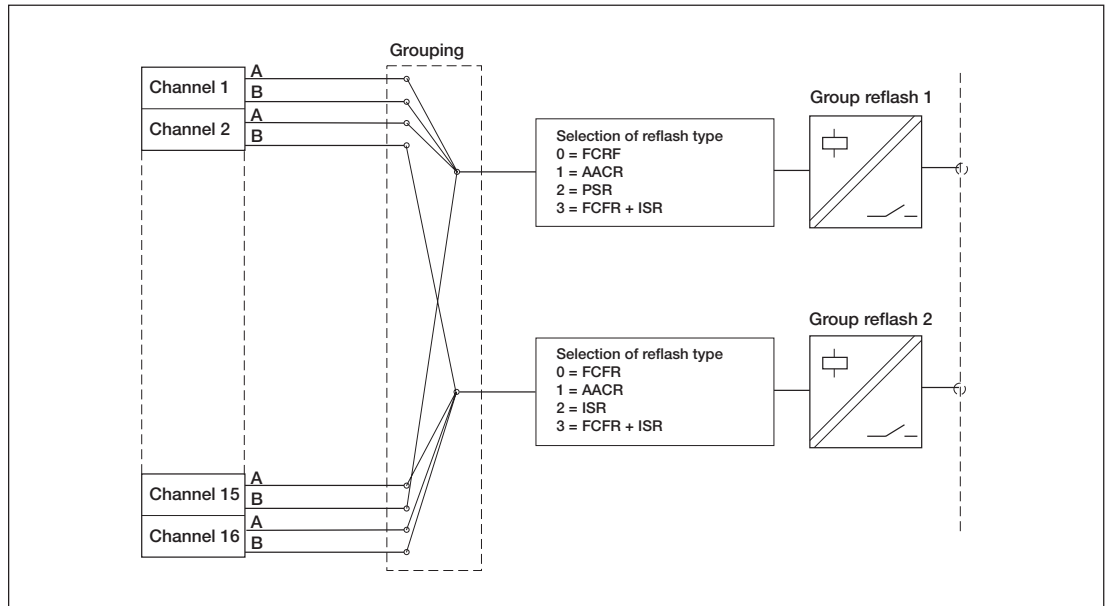 Grouping
Channel 1
A
B
Channel 2
A
B
Selection of reflash type
0 = FCRF
1 = AACR
2 = PSR
3 = FCFR + ISR
Group reflash 1
Selection of reflash type
0 = FCFR
1 = AACR
2 = ISR
3 = FCFR + ISR
Group reflash 2
Channel 15
A
B
Channel 16
A
B